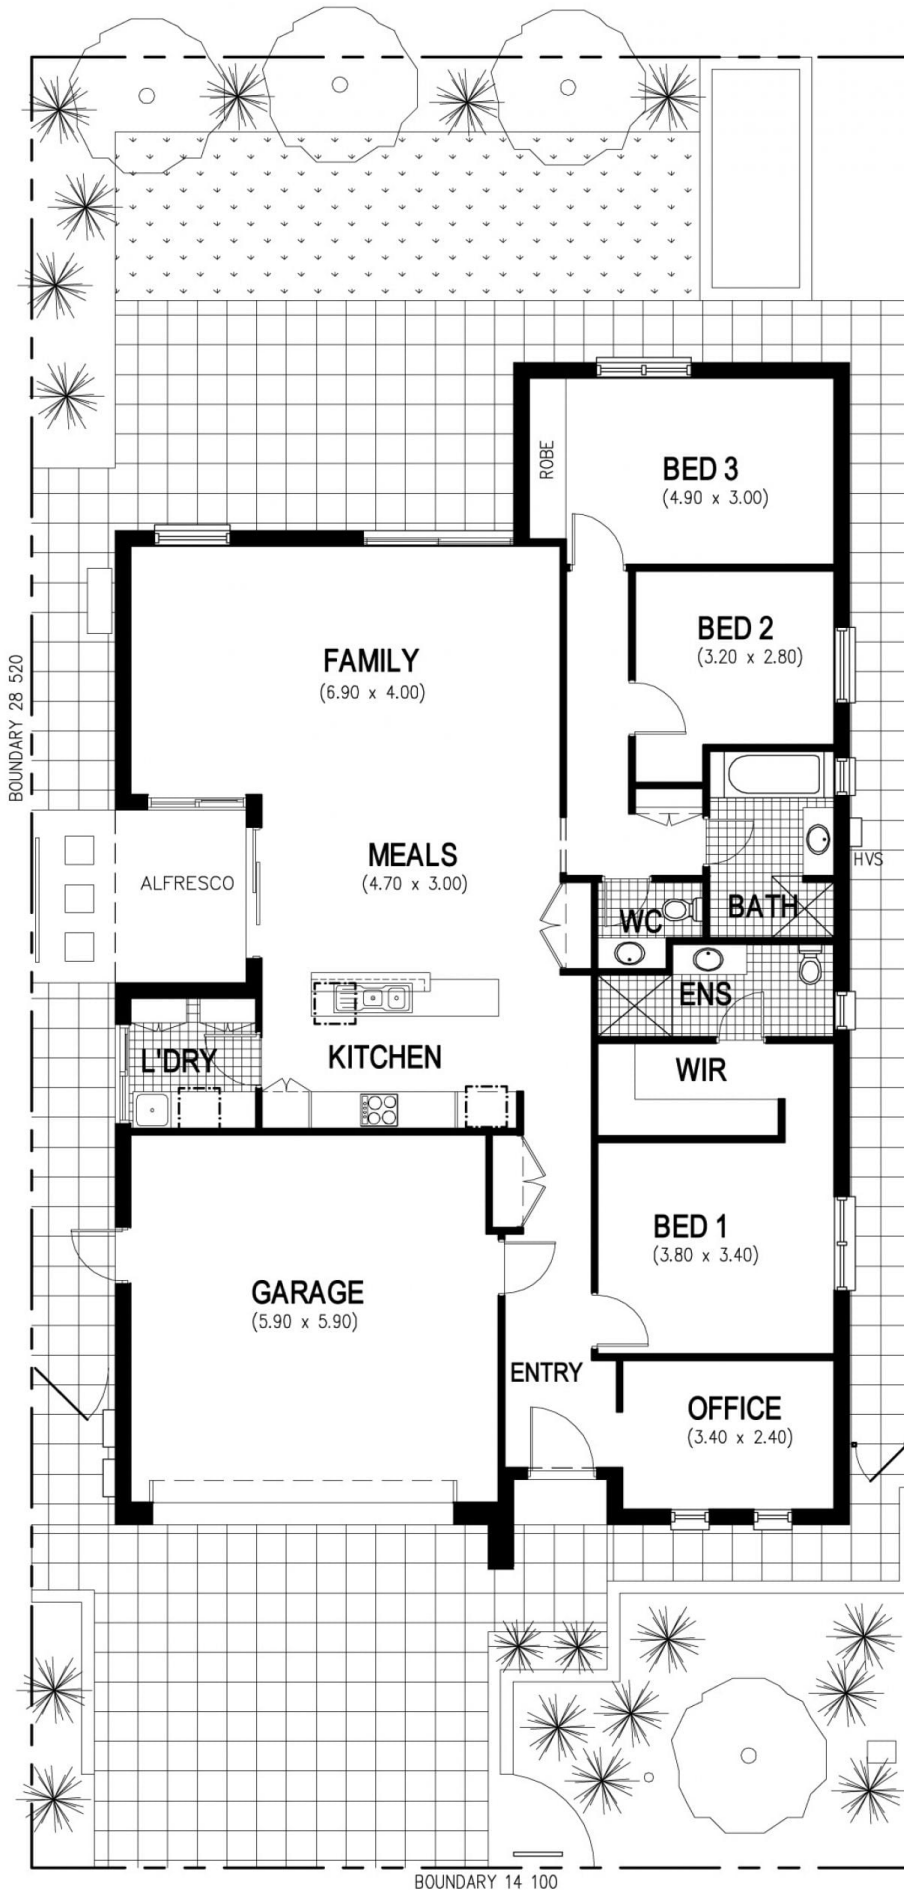 ROBE
BED 3
(4.90 x 3.00)
BED 2
(3.20 x 2.80)
FAMILY
(6.90 x 4.00)
BOUNDARY 28 520
MEALS
(4.70 x 3.00)
ALFRESCO
HVS
WC
BATH
ENS
L'DRY
KITCHEN
WIR
BED 1
(3.80 x 3.40)
GARAGE
(5.90 x 5.90)
ENTRY
OFFICE
(3.40 x 2.40)
BOUNDARY 14 100